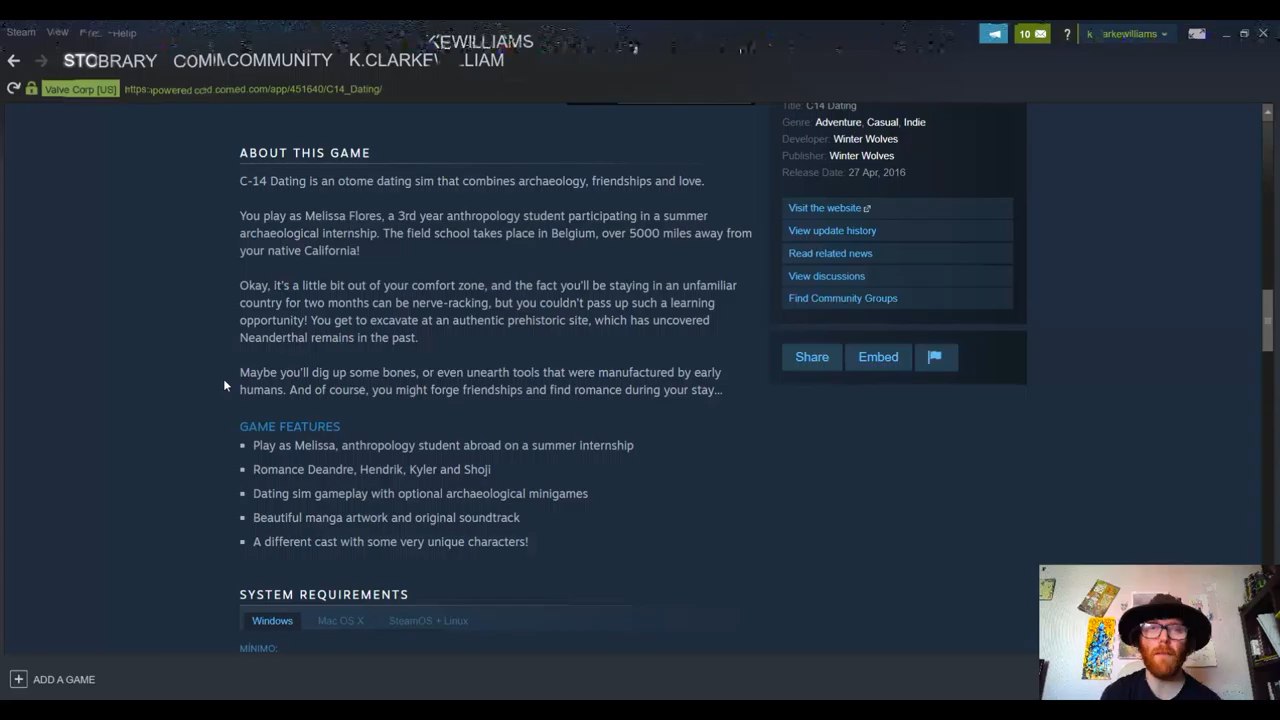 Steam View Help
KEWILLIAMS
10 ? k arkewilliams
STOBRARY COMMUNITY K.CLARKE LLIAM
Valve Corp [US] https:
/app/451640/C14_Dating/
Title: C14 Dating
Genre: Adventure, Casual, Indie
Developer: Winter Wolves
Publisher: Winter Wolves
Release Date: 27 Apr, 2016
Visit the website
View update history
Read related news
View discussions
Find Community Groups
Share Embed
ABOUT THIS GAME
C-14 Dating is an otome dating sim that combines archaeology, friendships and love.
You play as Melissa Flores, a 3rd year anthropology student participating in a summer
archaeological internship. The field school takes place in Belgium, over 5000 miles away from
your native California!
Okay, it's a little bit out of your comfort zone, and the fact you'll be staying in an unfamiliar
country for two months can be nerve-racking, but you couldn't pass up such a learning
opportunity! You get to excavate at an authentic prehistoric site, which has uncovered
Neanderthal remains in the past.
Maybe you'll dig up some bones, or even unearth tools that were manufactured by early
humans. And of course, you might forge friendships and find romance during your stay...
GAME FEATURES
Play as Melissa, anthropology student abroad on a summer internship
Romance Deandre, Hendrik, Kyler and Shoji
Dating sim gameplay with optional archaeological minigames
Beautiful manga artwork and original soundtrack
A different cast with some very unique characters!
SYSTEM REQUIREMENTS
Windows Mac OS X SteamOS + Linux
MÍNIMO:
+ ADD A GAME